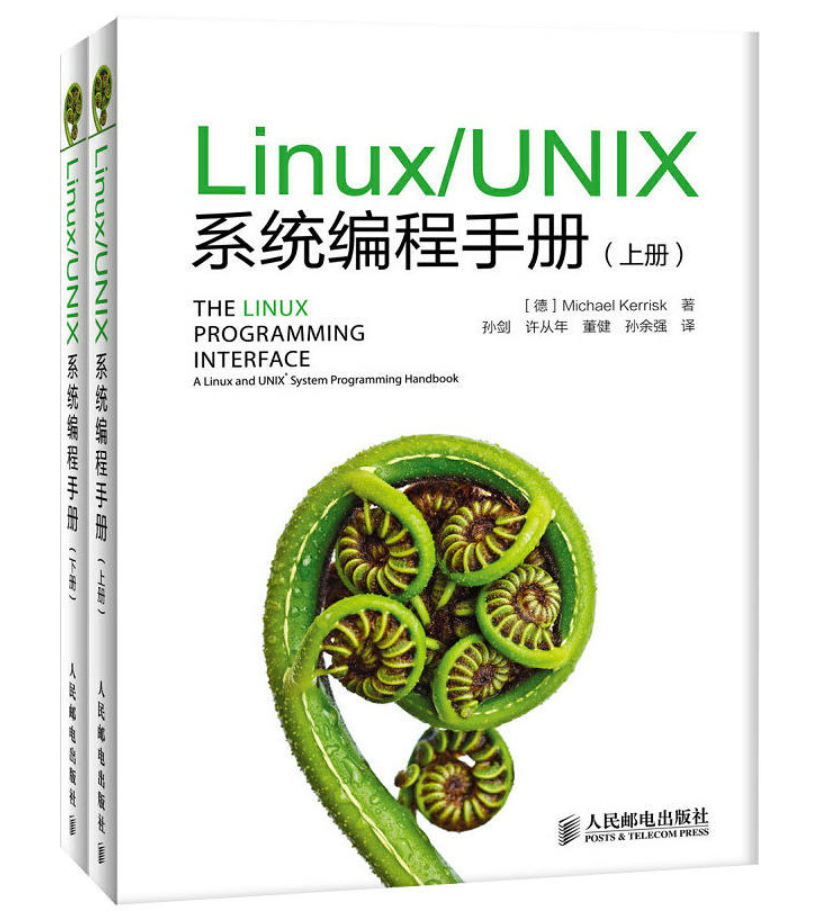 Linux/UNIX
系统编程手册(上册)
THE LINUX
PROGRAMMING
INTERFACE
A Linux and UNIX® System Programming Handbook
[德] Michael Kerrisk 著
孙剑 许从年 董健 孙余强 译
人民邮电出版社
POSTS & TELECOM PRESS
Linux/UNIX 系统编程手册(下册) 人民邮电出版社
Linux/UNIX 系统编程手册(上册) 人民邮电出版社